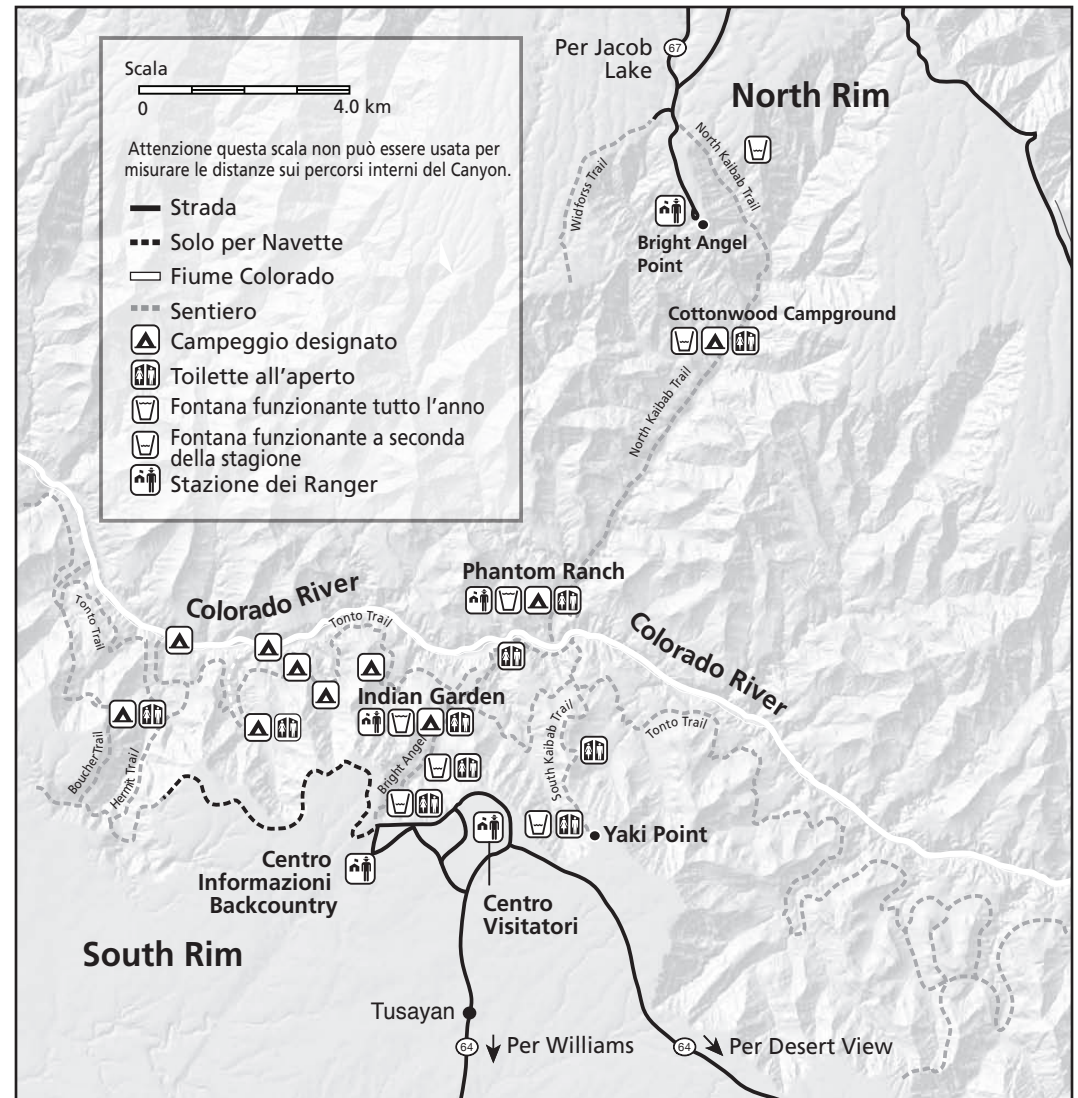 Scala
0
4.0 km
Attenzione questa scala non può essere usata per
misurare le distanze sui percorsi interni del Canyon.
Strada
Solo per Navette
Fiume Colorado
Sentiero
Campeggio designato
Toilette all'aperto
Fontana funzionante tutto l'anno
Fontana funzionante a seconda
della stagione
Stazione dei Ranger
Per Jacob
Lake
67
North Rim
North Kaibab Trail
Widforss Trail
Bright Angel
Point
Cottonwood Campground
North Kaibab Trail
Phantom Ranch
Colorado River
Tonto Trail
Tonto Trail
Colorado River
Indian Garden
South Kaibab Trail
Tonto Trail
Boucher Trail
Hermit Trail
Bright Angel
Yaki Point
Centro
Informazioni
Backcountry
Centro
Visitatori
South Rim
Tusayan
64
Per Williams
64
Per Desert View